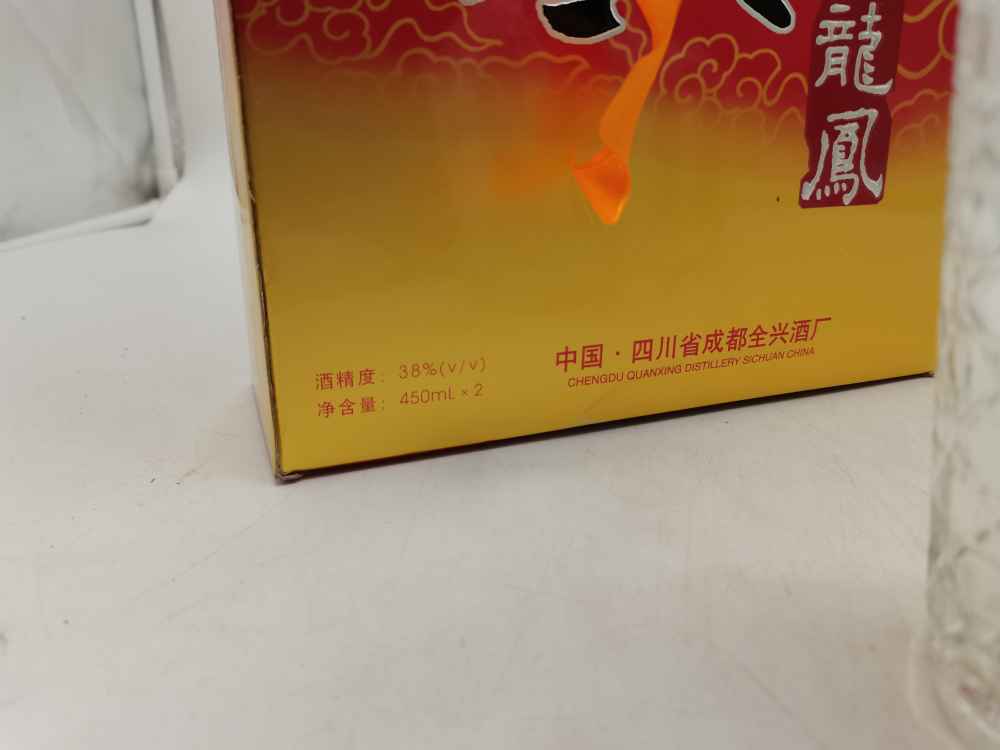 龍鳳
酒精度：38%(v/v)
净含量：450mL×2
中国·四川省成都全兴酒厂
CHENGDU QUANXING DISTILLERY SICHUAN CHINA